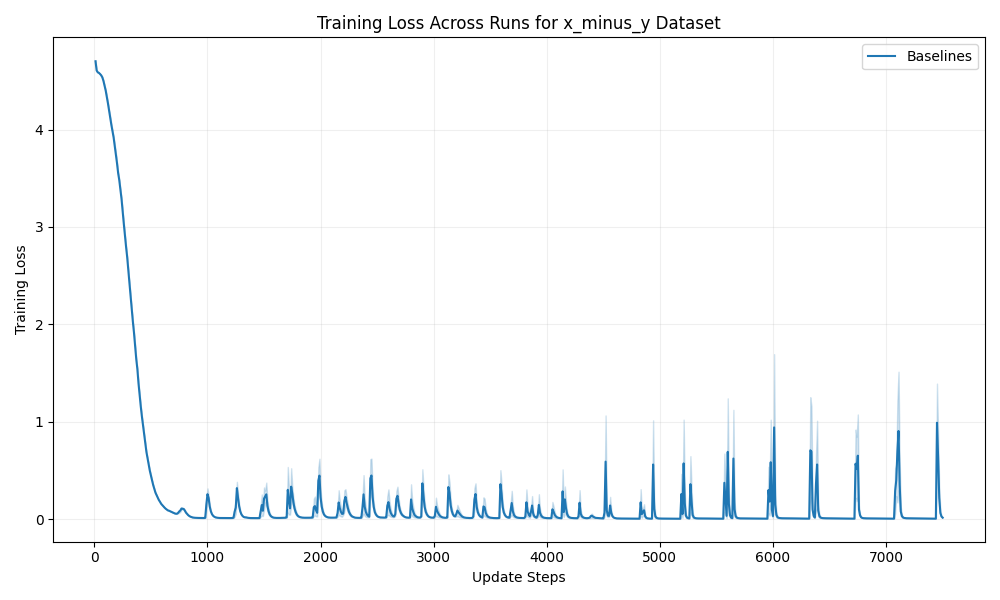 Training Loss Across Runs for x_minus_y Dataset
Baselines
Training Loss
4
3
2
1
0
0 1000 2000 3000 4000 5000 6000 7000
Update Steps